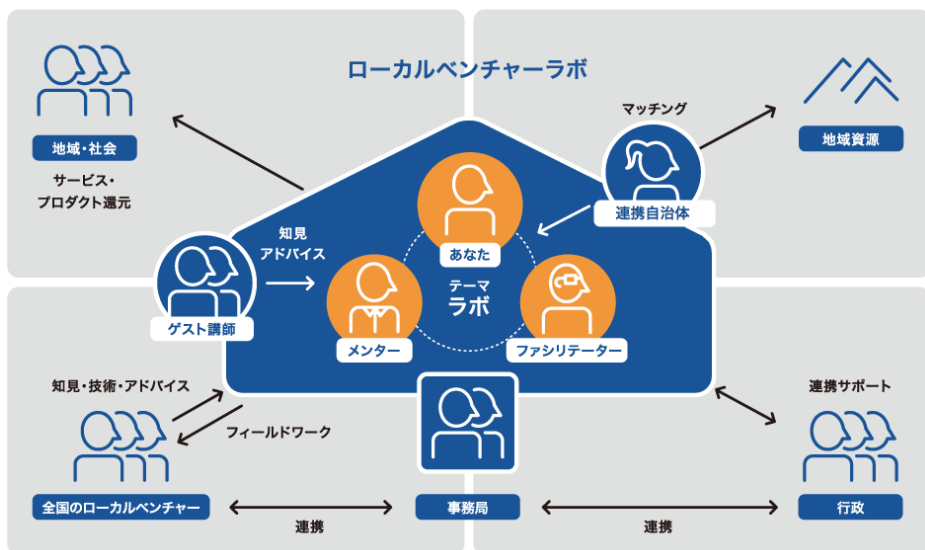 ローカルベンチャーラボ
地域・社会
サービス・
プロダクト還元
マッチング
連携自治体
地域資源
知見
アドバイス
ゲスト講師
あなた
テーマ
ラボ
メンター
ファシリテーター
知見・技術・アドバイス
フィールドワーク
全国のローカルベンチャー
連携
事務局
連携
連携サポート
行政